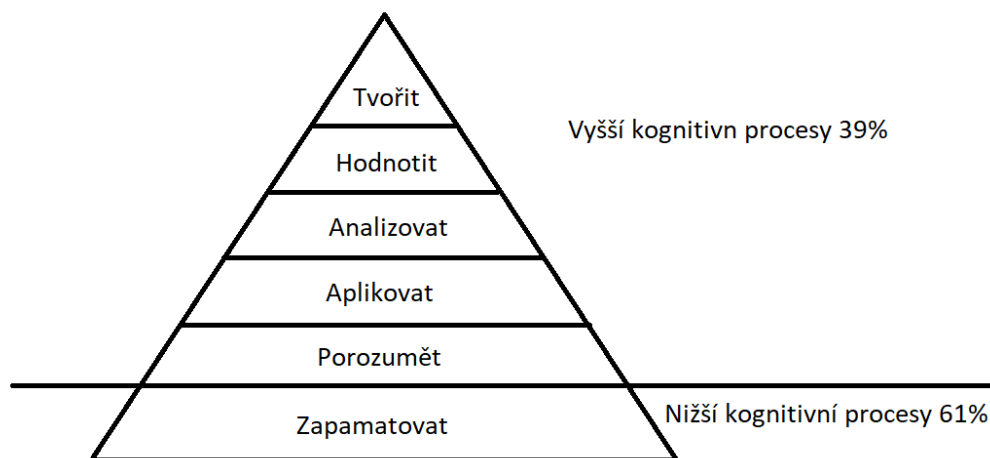 Tvořit
Vyšší kognitivn procesy 39%
Hodnotit
Analizovat
Aplikovat
Porozumět
Nižší kognitivní procesy 61%
Zapamatovat